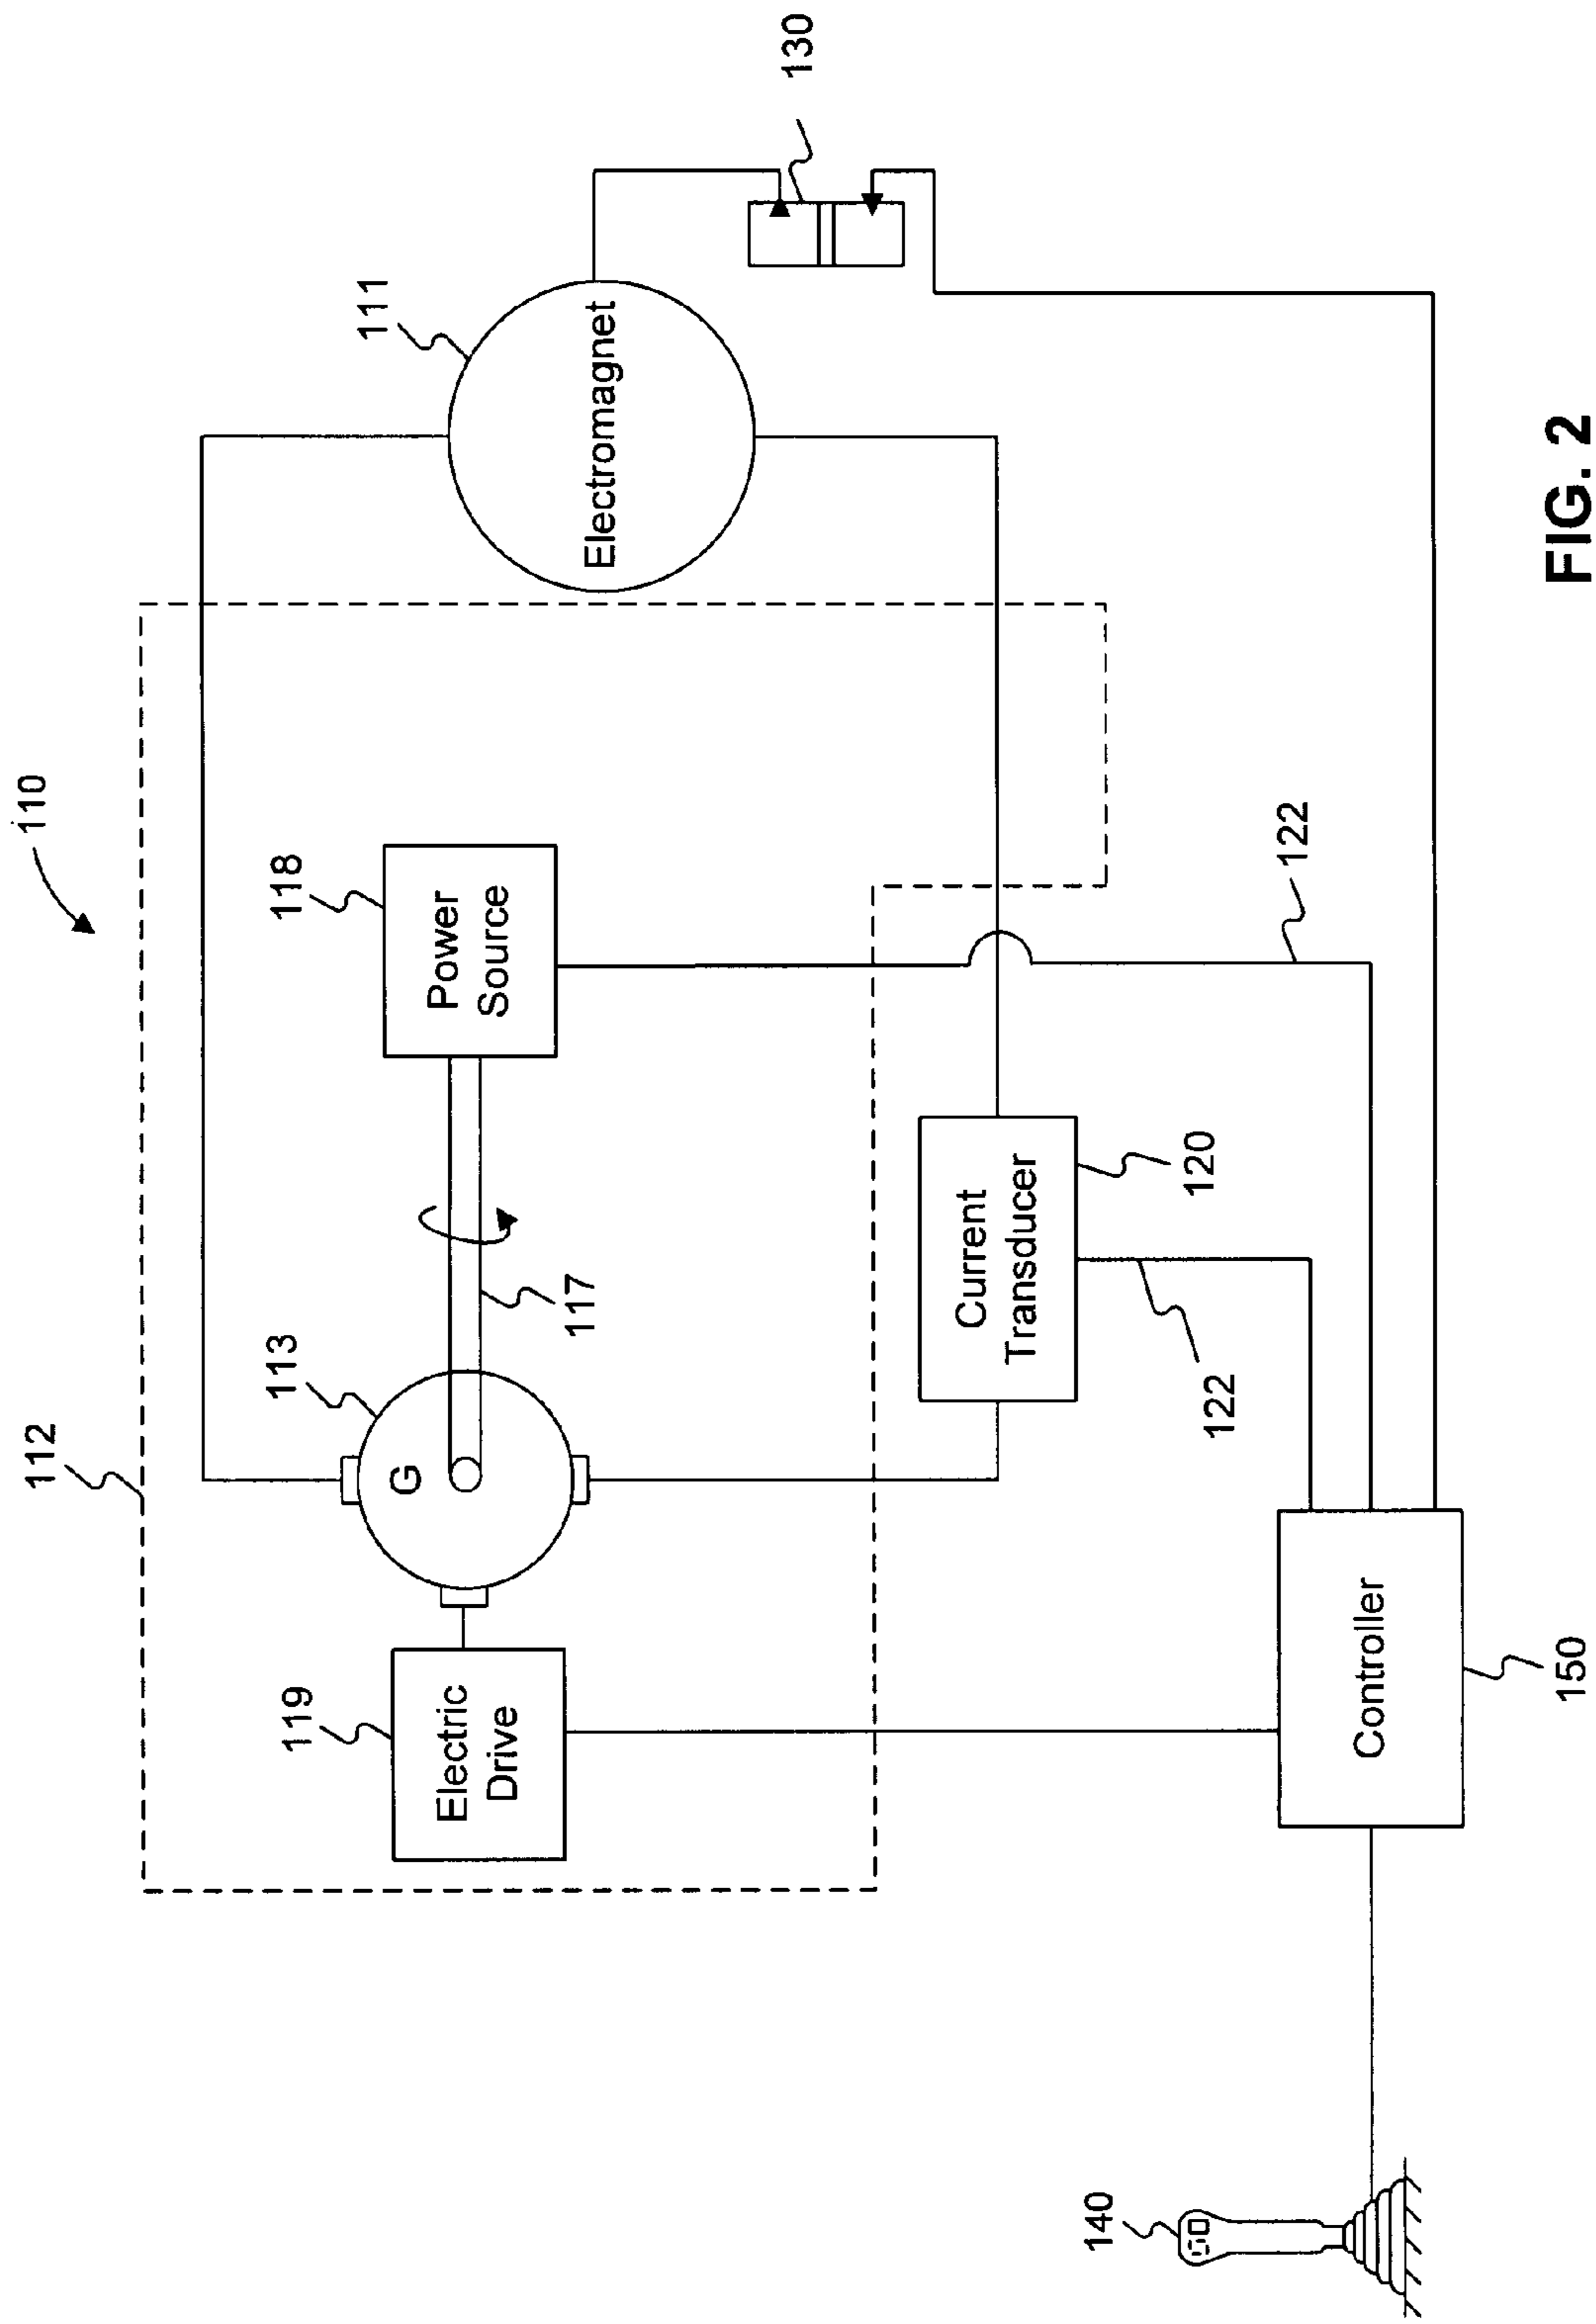 110
112
113
118
111
130
G
Power
Source
Electromagnet
119
Electric
Drive
117
Current
Transducer
120
122
122
Controller
150
140
FIG. 2